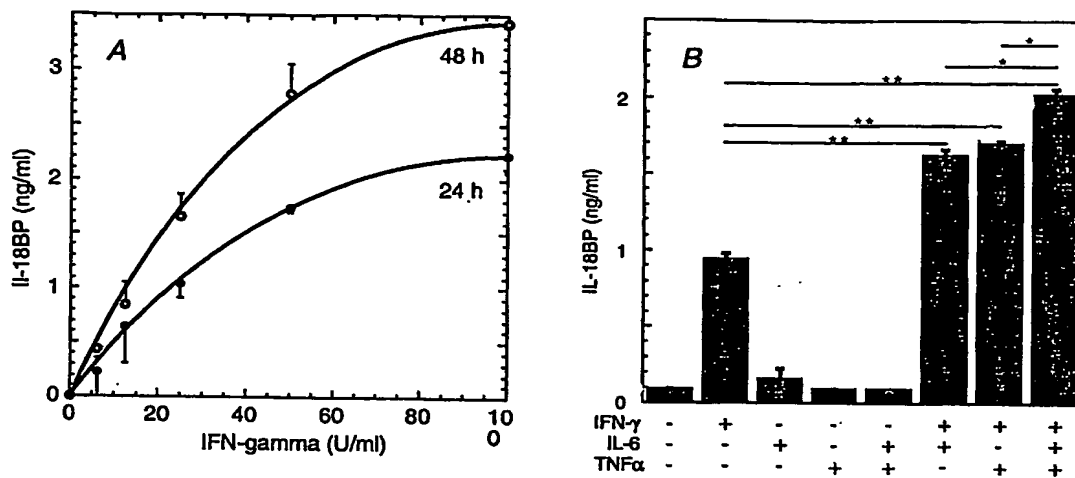 A
48 h
24 h
3
2
1
0
Il-18BP (ng/ml)
0 20 40 60 80 10
0
IFN-gamma (U/ml)
B
*
*
**
**
**
2
1
0
IL-18BP (ng/ml)
IFN-γ - + - - - + + +
IL-6 - - + - + + - +
TNFα - - - + + - + +